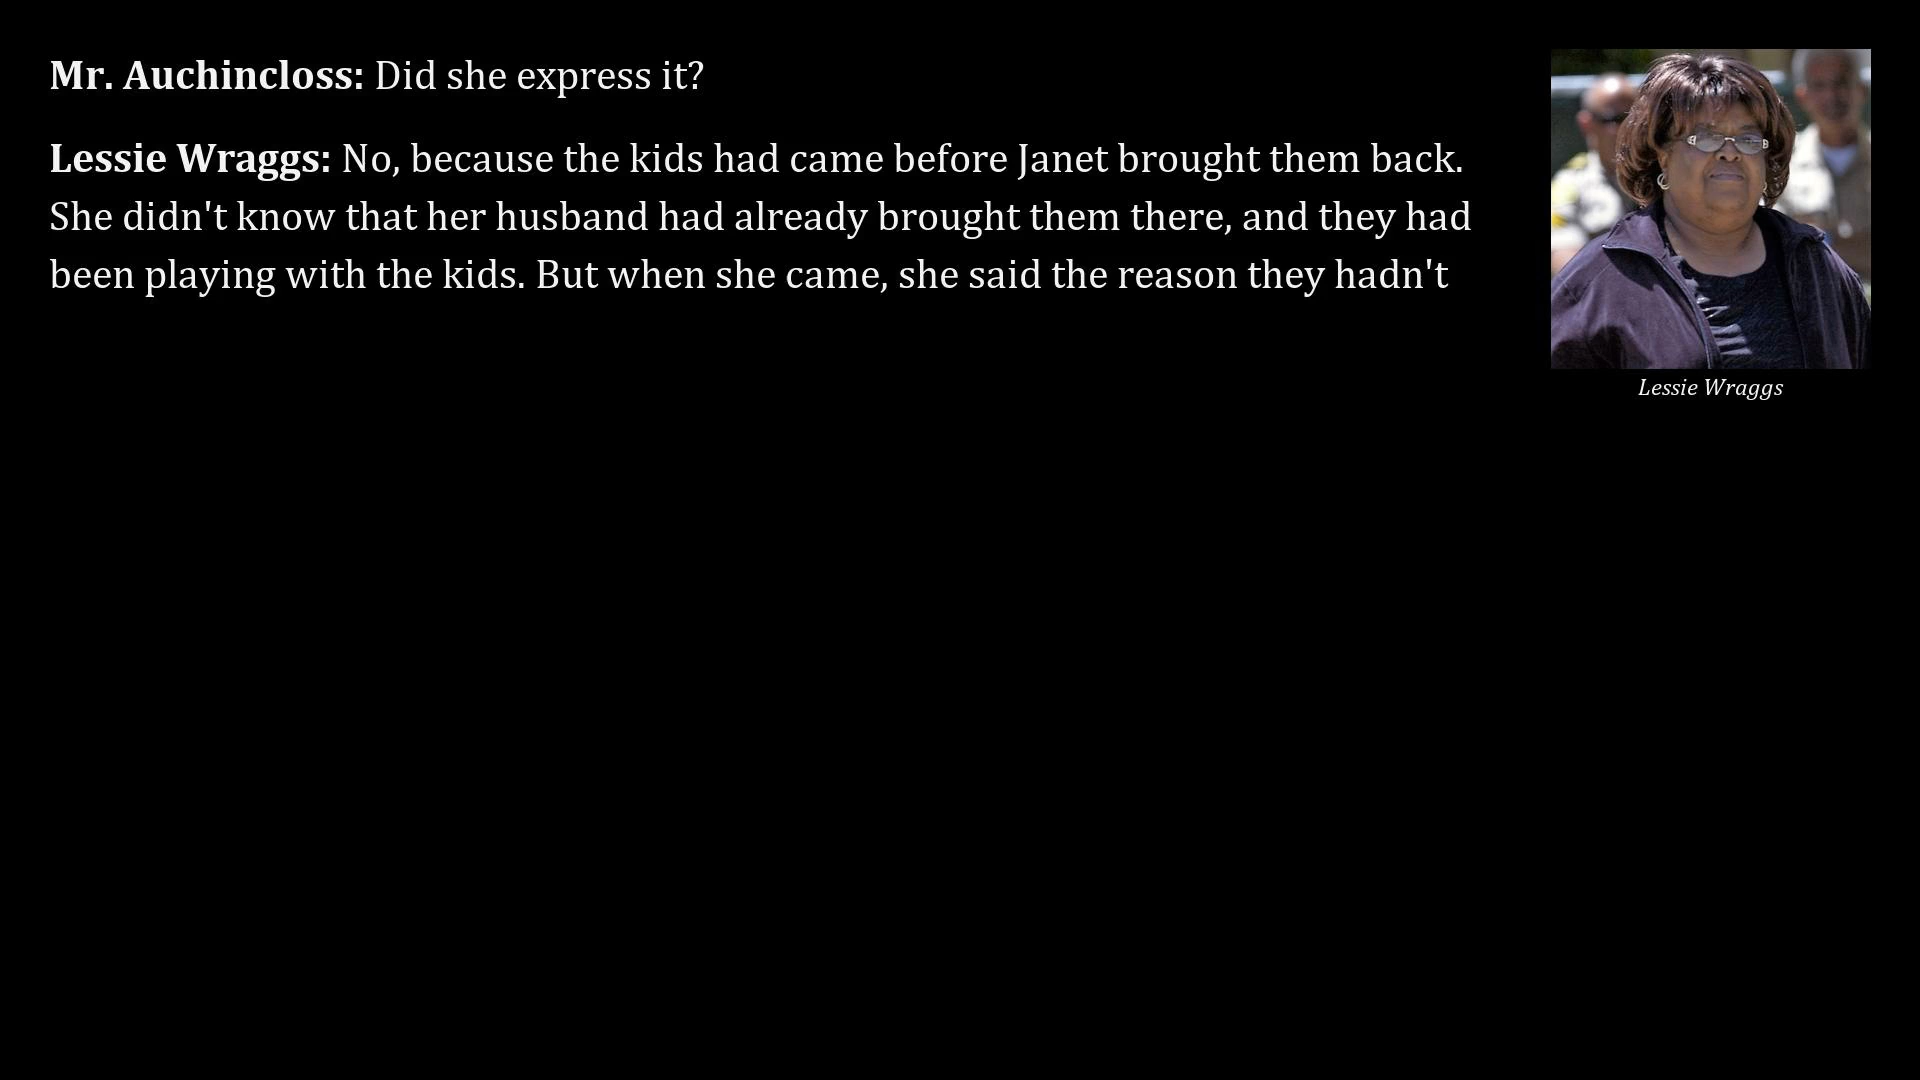 Mr. Auchincloss: Did she express it?
Lessie Wraggs: No, because the kids had came before Janet brought them back.
She didn't know that her husband had already brought them there, and they had
been playing with the kids. But when she came, she said the reason they hadn't
Lessie Wraggs